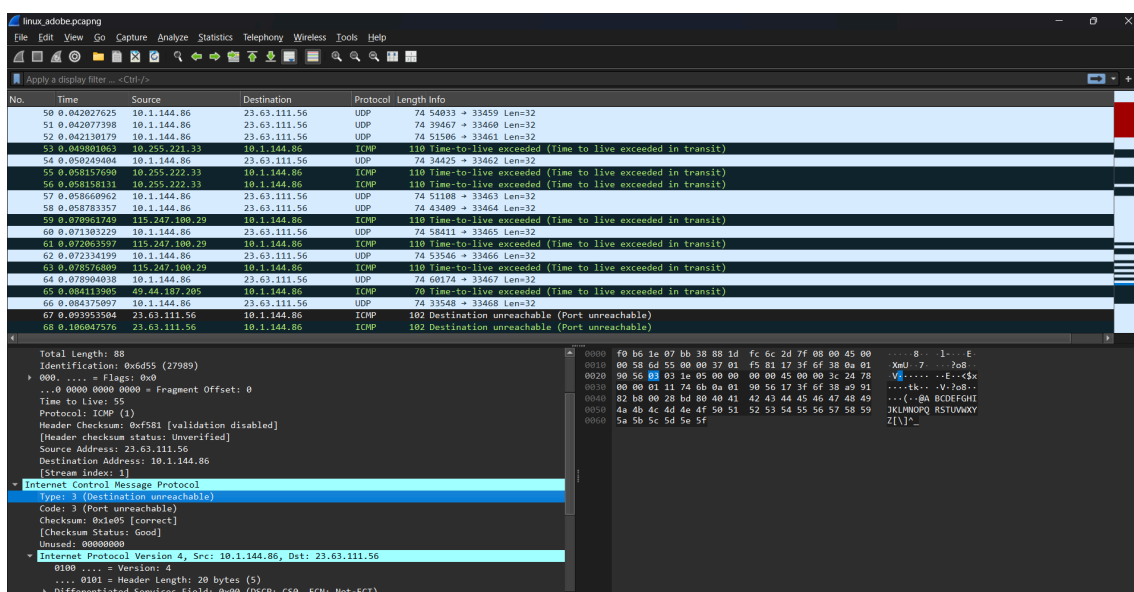 linux_adobe.pcapng
File Edit View Go Capture Analyze Statistics Telephony Wireless Tools Help
Apply a display filter ... <Ctrl-/>
No. Time Source Destination Protocol Length Info
50 0.042027625 10.1.144.86 23.63.111.56 UDP 74 54033 → 33459 Len=32
51 0.042077398 10.1.144.86 23.63.111.56 UDP 74 39467 → 33460 Len=32
52 0.042130179 10.1.144.86 23.63.111.56 UDP 74 51506 → 33461 Len=32
53 0.049801063 10.255.221.33 10.1.144.86 ICMP 110 Time-to-live exceeded (Time to live exceeded in transit)
54 0.050249404 10.1.144.86 23.63.111.56 UDP 74 34425 → 33462 Len=32
55 0.058157690 10.255.222.33 10.1.144.86 ICMP 110 Time-to-live exceeded (Time to live exceeded in transit)
56 0.058158131 10.255.222.33 10.1.144.86 ICMP 110 Time-to-live exceeded (Time to live exceeded in transit)
57 0.058660962 10.1.144.86 23.63.111.56 UDP 74 51108 → 33463 Len=32
58 0.058783357 10.1.144.86 23.63.111.56 UDP 74 43409 → 33464 Len=32
59 0.070961749 115.247.100.29 10.1.144.86 ICMP 110 Time-to-live exceeded (Time to live exceeded in transit)
60 0.071303229 10.1.144.86 23.63.111.56 UDP 74 58411 → 33465 Len=32
61 0.072063597 115.247.100.29 10.1.144.86 ICMP 110 Time-to-live exceeded (Time to live exceeded in transit)
62 0.072334199 10.1.144.86 23.63.111.56 UDP 74 53546 → 33466 Len=32
63 0.078576809 115.247.100.29 10.1.144.86 ICMP 110 Time-to-live exceeded (Time to live exceeded in transit)
64 0.078904038 10.1.144.86 23.63.111.56 UDP 74 60174 → 33467 Len=32
65 0.084113905 49.44.187.205 10.1.144.86 ICMP 70 Time-to-live exceeded (Time to live exceeded in transit)
66 0.084375097 10.1.144.86 23.63.111.56 UDP 74 33548 → 33468 Len=32
67 0.093953504 23.63.111.56 10.1.144.86 ICMP 102 Destination unreachable (Port unreachable)
68 0.106047576 23.63.111.56 10.1.144.86 ICMP 102 Destination unreachable (Port unreachable)
Total Length: 88
Identification: 0x6d55 (27989)
000. .... = Flags: 0x0
...0 0000 0000 0000 = Fragment Offset: 0
Time to Live: 55
Protocol: ICMP (1)
Header Checksum: 0xf581 [validation disabled]
[Header checksum status: Unverified]
Source Address: 23.63.111.56
Destination Address: 10.1.144.86
[Stream index: 1]
Internet Control Message Protocol
Type: 3 (Destination unreachable)
Code: 3 (Port unreachable)
Checksum: 0x1e05 [correct]
[Checksum Status: Good]
Unused: 00000000
Internet Protocol Version 4, Src: 10.1.144.86, Dst: 23.63.111.56
0100 .... = Version: 4
.... 0101 = Header Length: 20 bytes (5)
Differentiated Services Field: 0x00 (DSCP: CS0, ECN: Not-ECT)
0000 f0 b6 1e 07 bb 38 88 1d fc 6c 2d 7f 08 00 45 00 ·····8·· ·l-···E·
0010 00 58 6d 55 00 00 37 01 f5 81 17 3f 6f 38 0a 01 ·XmU··7· ···?o8··
0020 90 56 03 03 1e 05 00 00 00 00 45 00 00 3c 24 78 ·V······ ··E··<$x
0030 00 00 01 11 74 6b 0a 01 90 56 17 3f 6f 38 a9 91 ····tk·· ·V·?o8··
0040 82 b8 00 28 bd 80 40 41 42 43 44 45 46 47 48 49 ···(··@A BCDEFGHI
0050 4a 4b 4c 4d 4e 4f 50 51 52 53 54 55 56 57 58 59 JKLMNOPQ RSTUVWXY
0060 5a 5b 5c 5d 5e 5f Z[\]^_